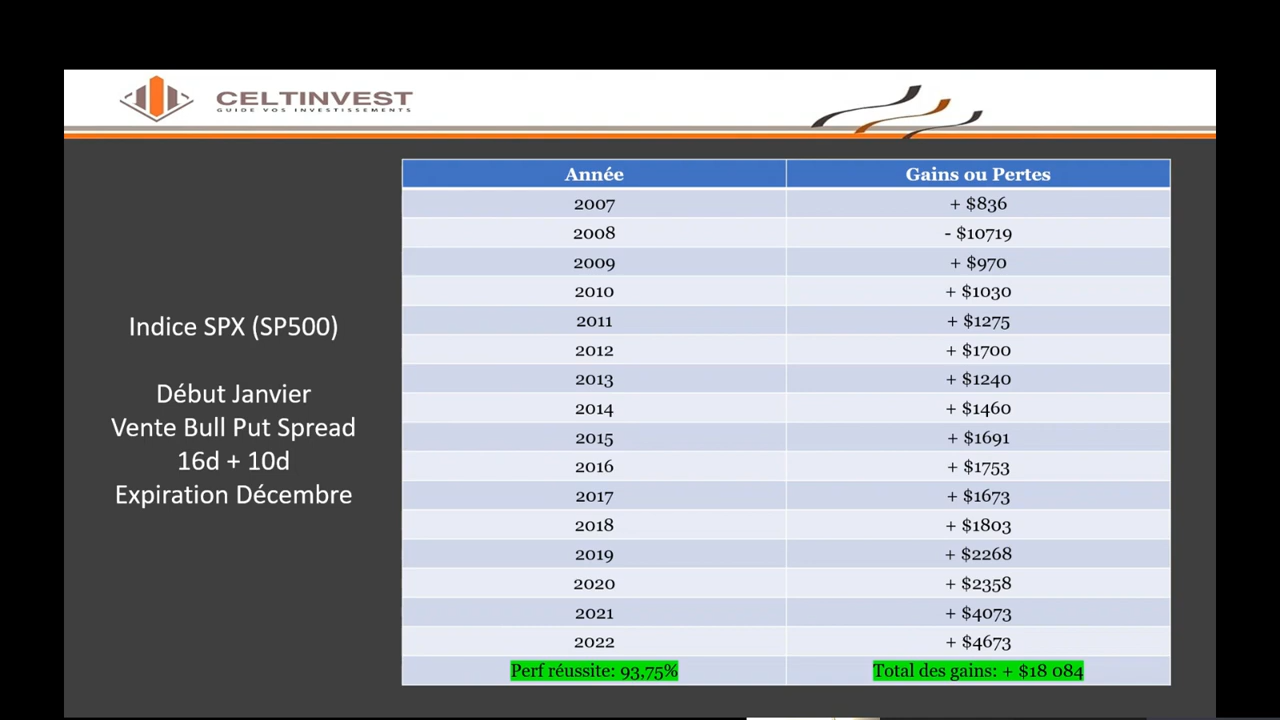 CELTINVEST
GUIDE VOS INVESTISSEMENTS
Indice SPX (SP500)
Début Janvier
Vente Bull Put Spread
16d + 10d
Expiration Décembre
Année Gains ou Pertes
2007 + $836
2008 - $10719
2009 + $970
2010 + $1030
2011 + $1275
2012 + $1700
2013 + $1240
2014 + $1460
2015 + $1691
2016 + $1753
2017 + $1673
2018 + $1803
2019 + $2268
2020 + $2358
2021 + $4073
2022 + $4673
Perf réussite: 93,75% Total des gains: + $18 084